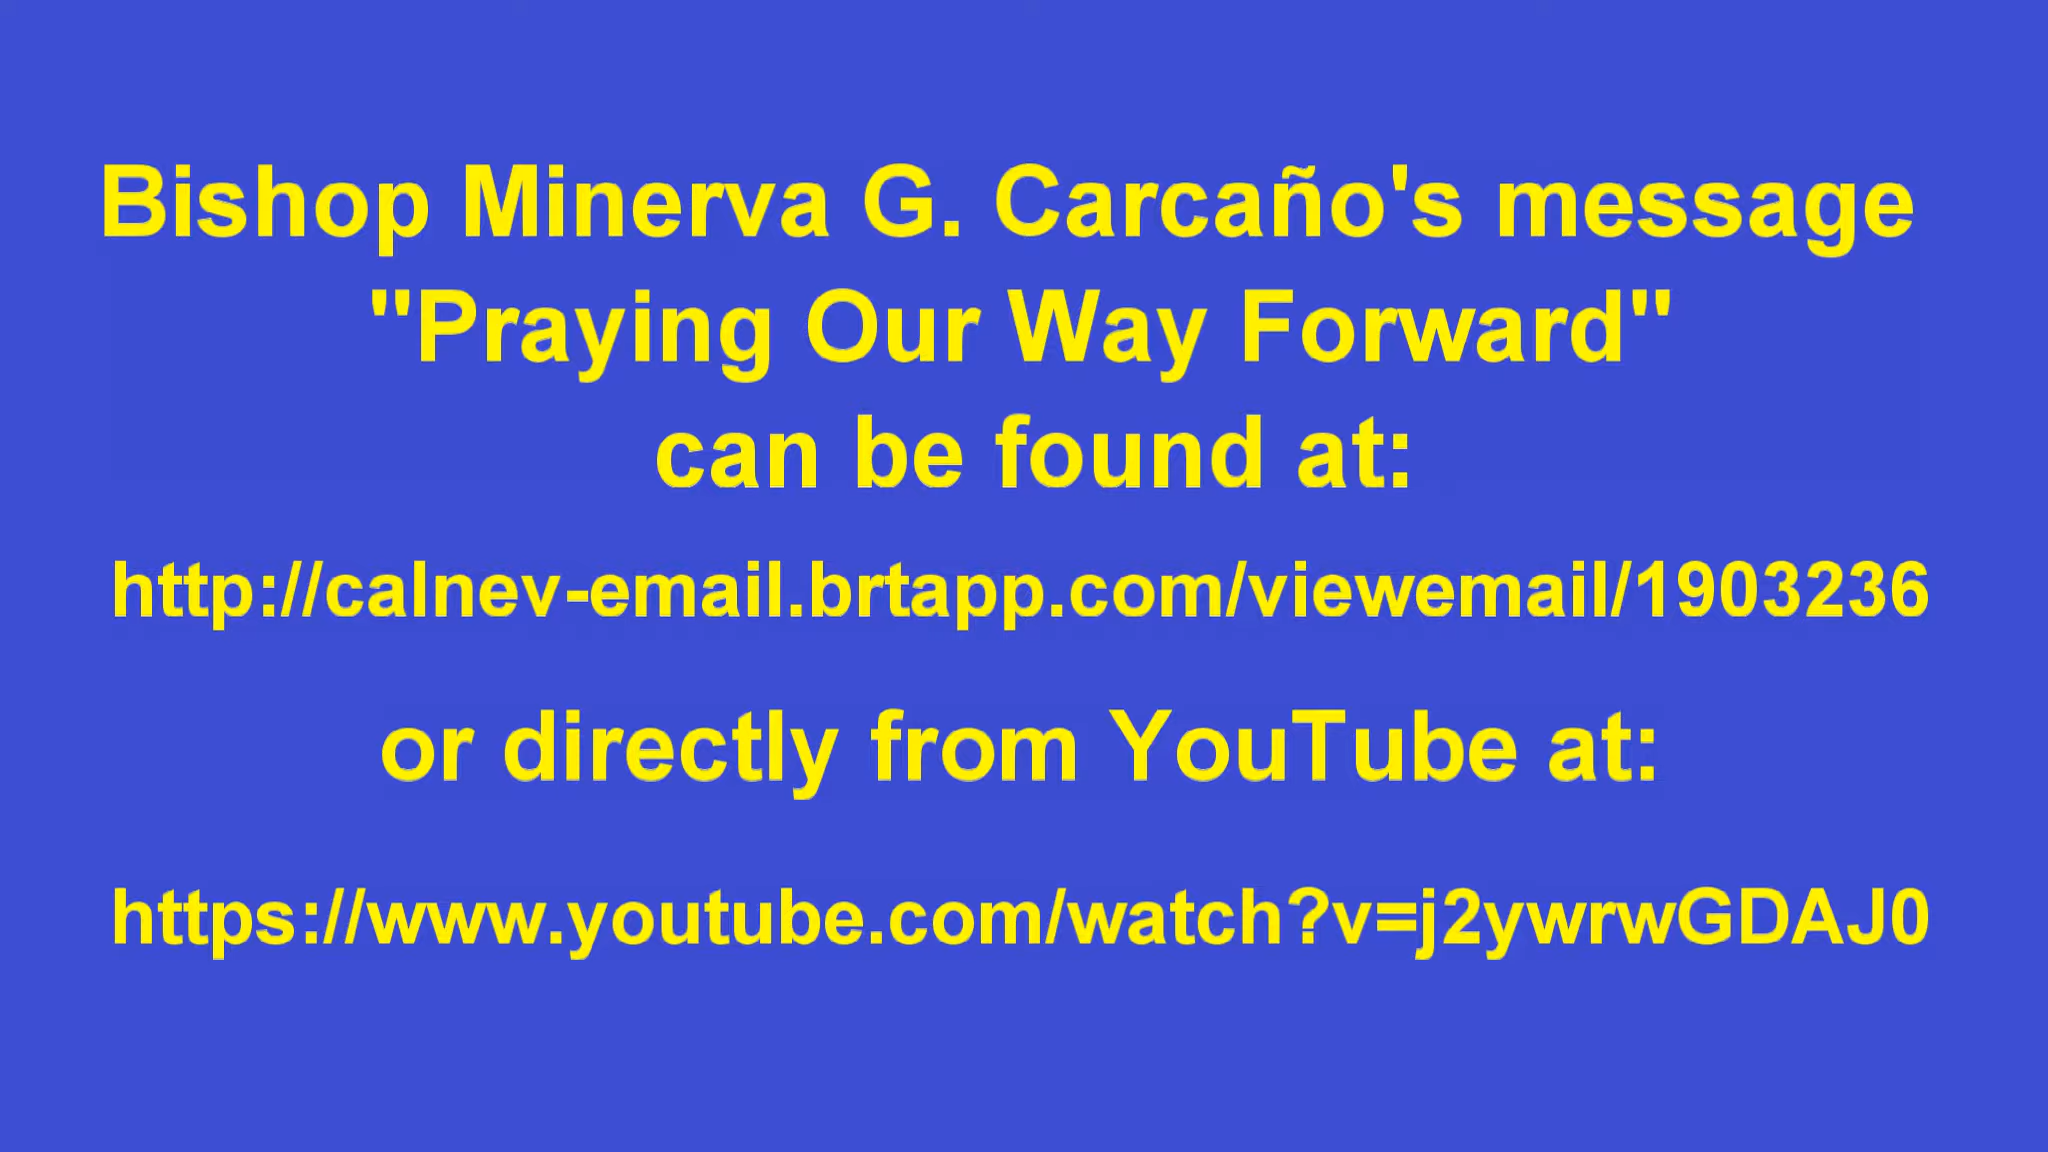 Bishop Minerva G. Carcaño's message
"Praying Our Way Forward"
can be found at:
http://calnev-email.brtapp.com/viewemail/1903236
or directly from YouTube at:
https://www.youtube.com/watch?v=j2ywrwGDAJ0